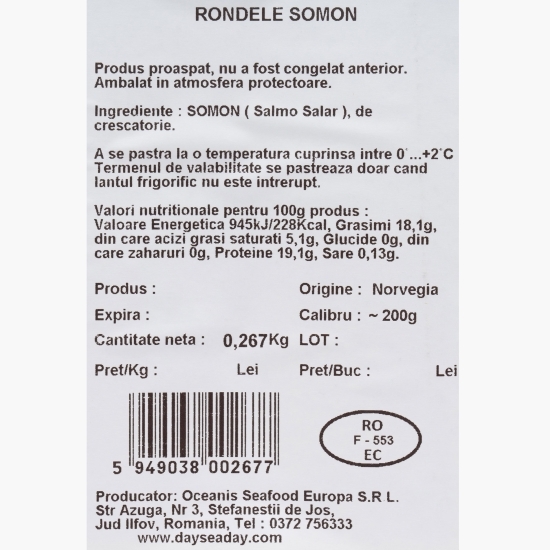 RONDELE SOMON
Produs proaspat, nu a fost congelat anterior.
Ambalat in atmosfera protectoare.
Ingrediente : SOMON ( Salmo Salar ), de
crescatorie.
A se pastra la o temperatura cuprinsa intre 0°...+2°C
Termenul de valabilitate se pastreaza doar cand
lantul frigorific nu este intrerupt.
Valori nutritionale pentru 100g produs :
Valoare Energetica 945kJ/228Kcal, Grasimi 18,1g,
din care acizi grasi saturati 5,1g, Glucide 0g, din
care zaharuri 0g, Proteine 19,1g, Sare 0,13g.
Produs : Origine : Norvegia
Expira : Calibru : ~ 200g
Cantitate neta : 0,267Kg LOT :
Pret/Kg : Lei Pret/Buc : Lei
RO
F - 553
EC
5 949038 002677
Producator: Oceanis Seafood Europa S.R L.
Str Azuga, Nr 3, Stefanestii de Jos,
Jud Ilfov, Romania, Tel : 0372 756333
www.dayseaday.com